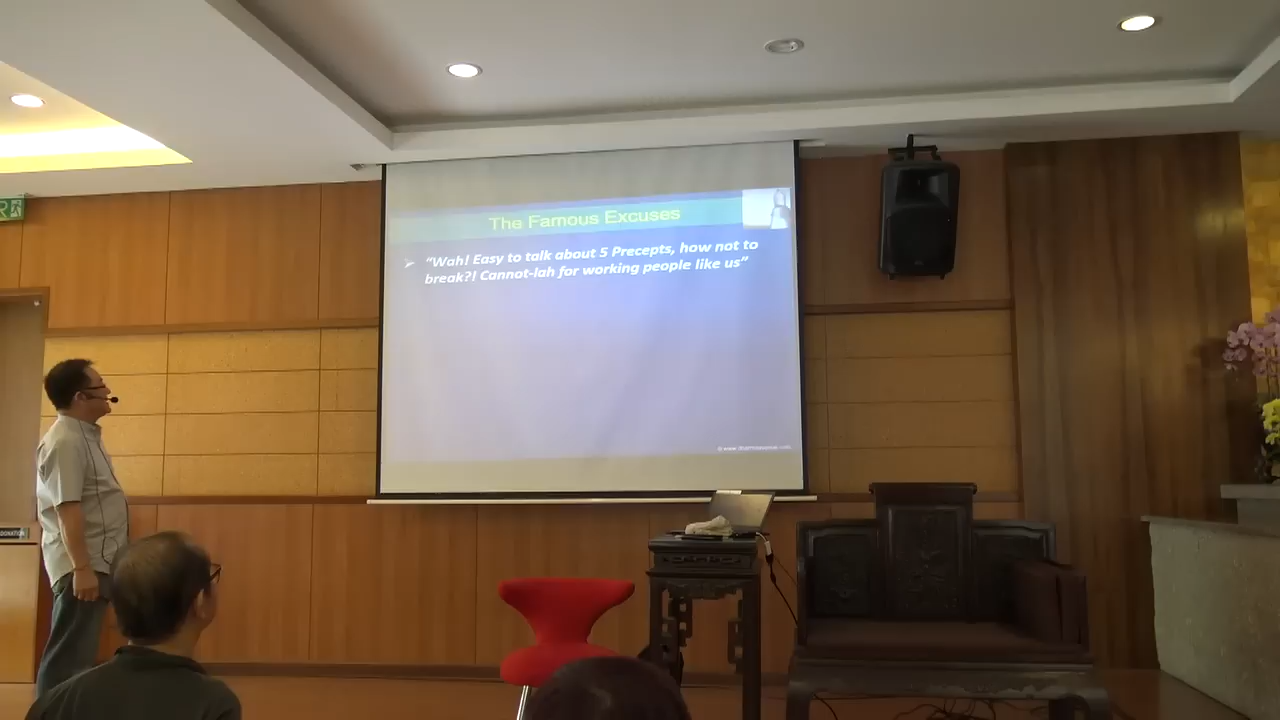 The Famous Excuses
"Wah! Easy to talk about 5 Precepts, how not to
break?! Cannot-lah for working people like us"
DONATION